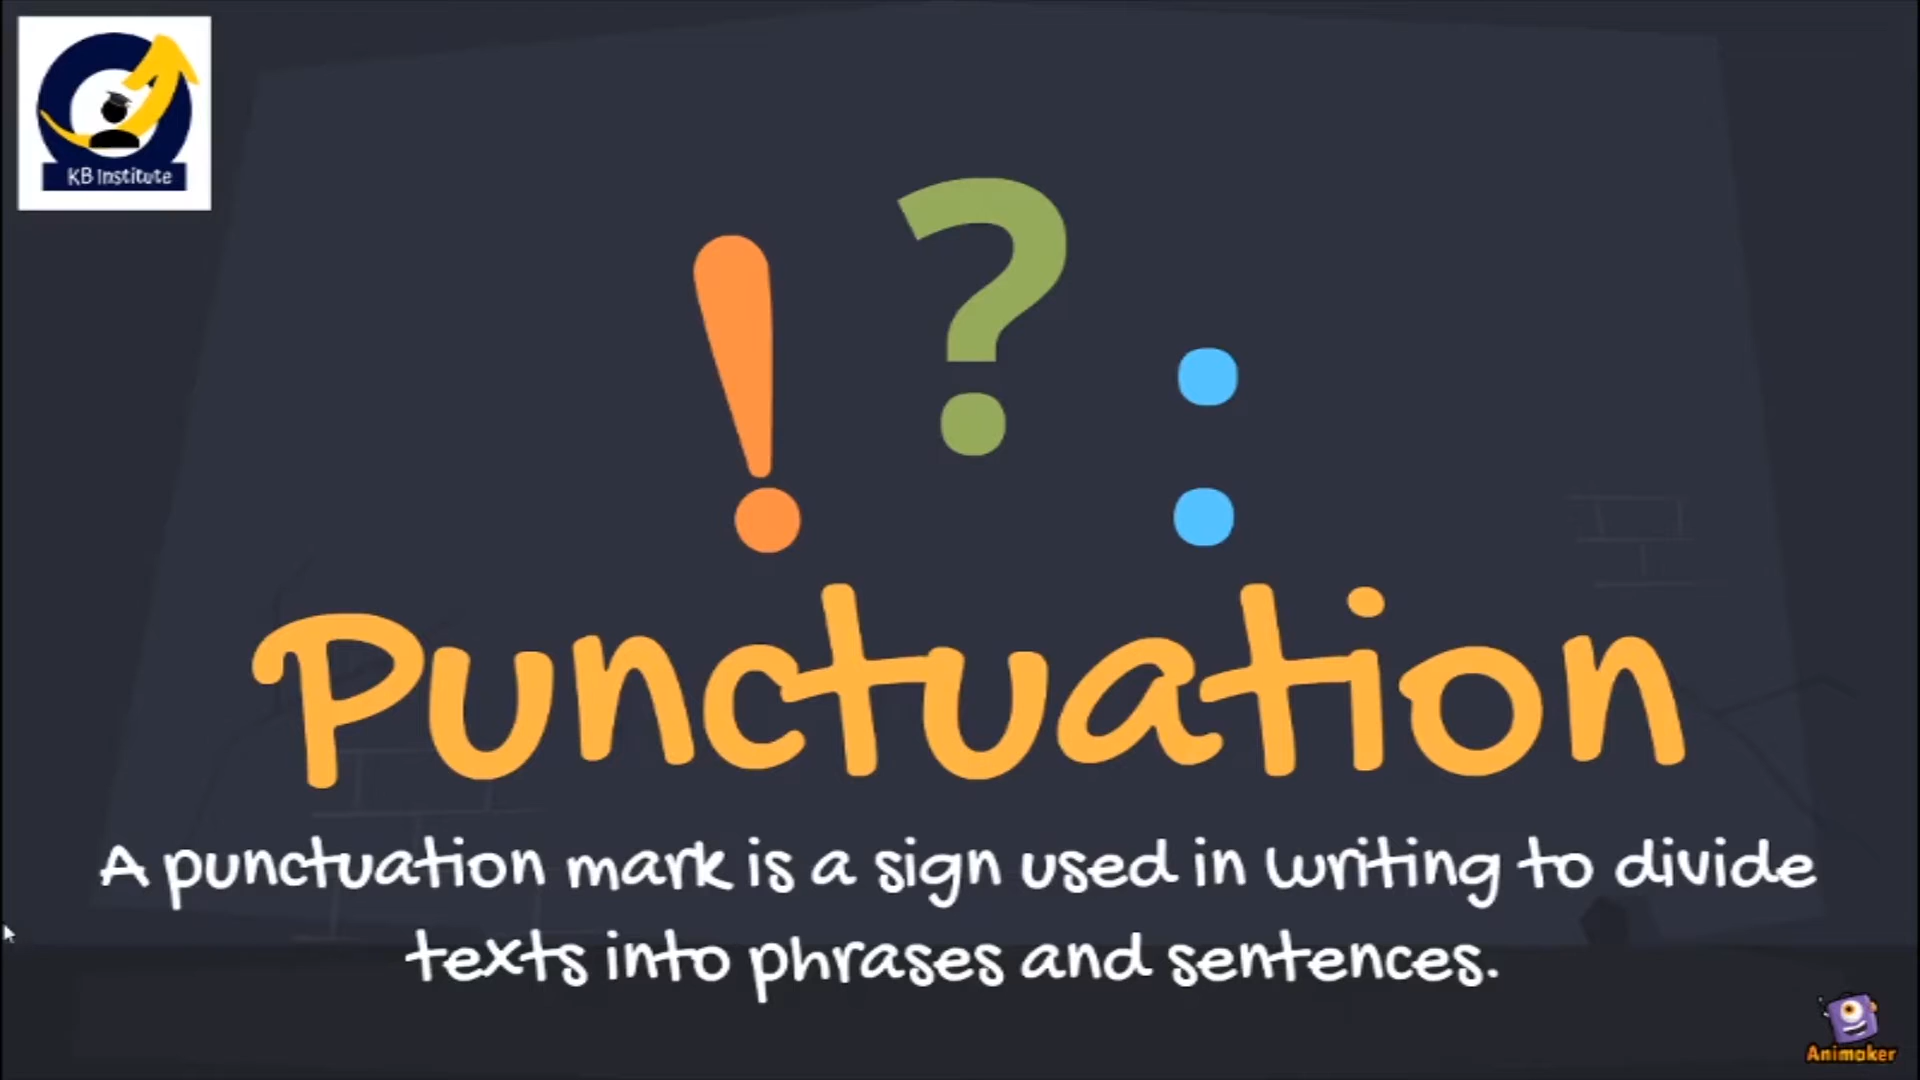 KB Institute
! ? :
Punctuation
A punctuation mark is a sign used in writing to divide
texts into phrases and sentences.
Animaker